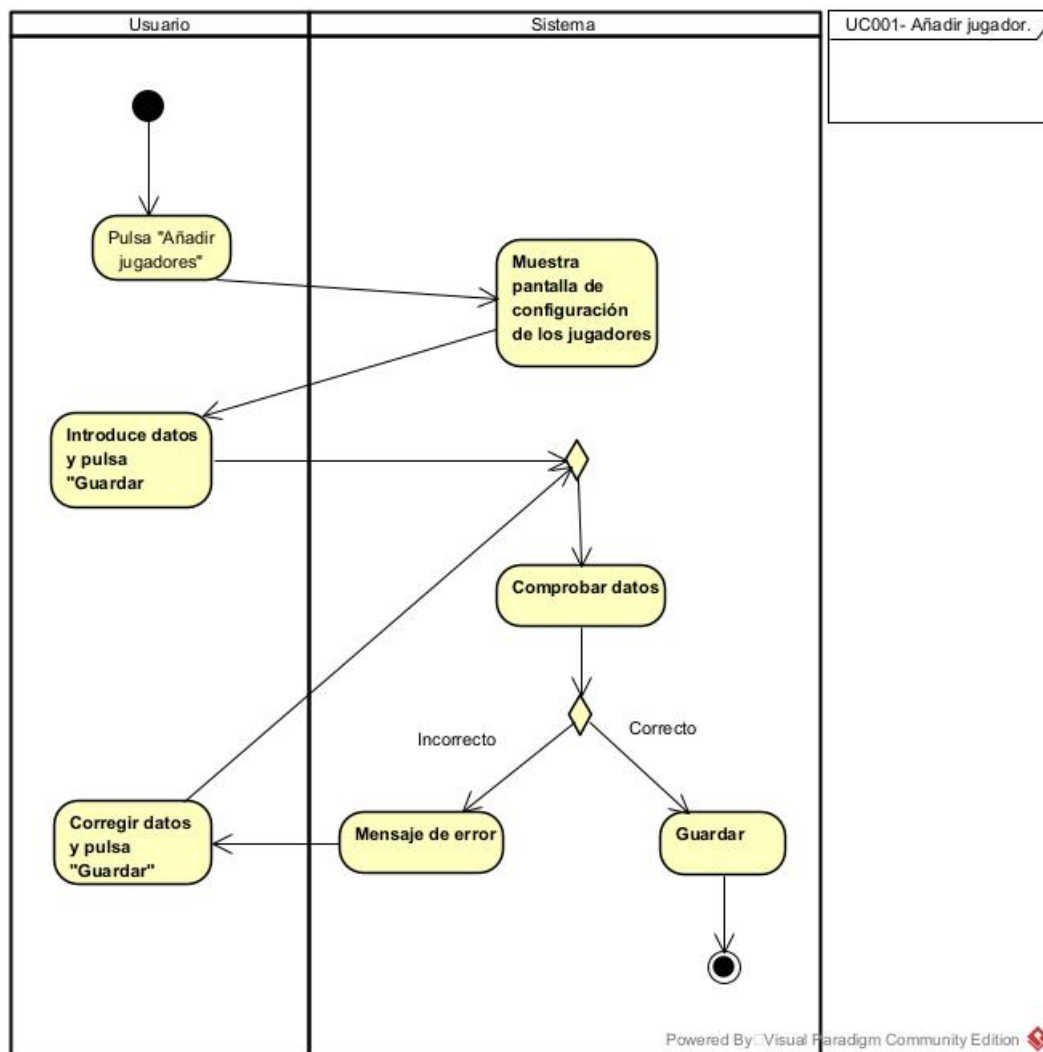 Usuario
Sistema
UC001- Añadir jugador.
Pulsa "Añadir
jugadores"
Muestra
pantalla de
configuración
de los jugadores
Introduce datos
y pulsa
"Guardar
Comprobar datos
Incorrecto
Correcto
Corregir datos
y pulsa
"Guardar"
Mensaje de error
Guardar
Powered By Visual Paradigm Community Edition